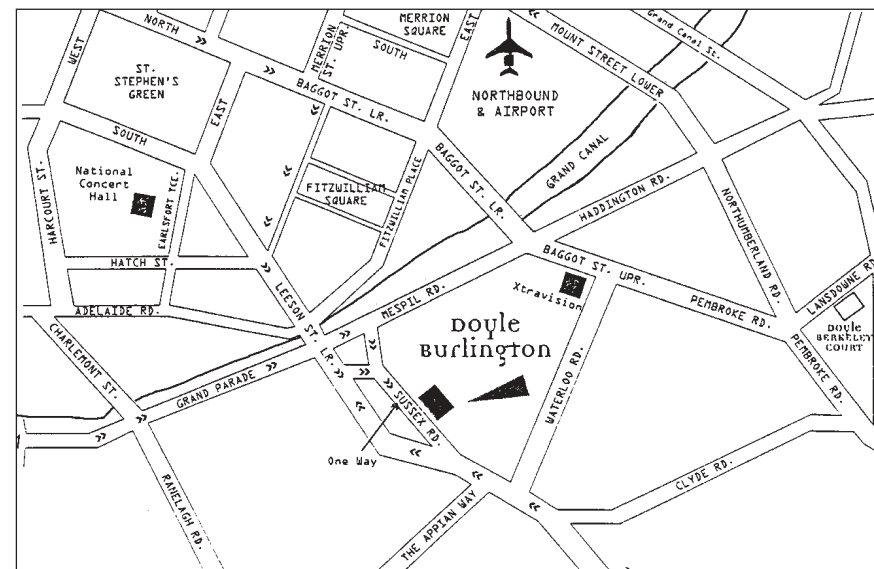 NORTH
WEST
ST.
STEPHEN'S
GREEN
EAST
SOUTH
MERRION
ST. UPR.
MERRION
SQUARE
SOUTH
EAST
BAGGOT ST. LR.
NORTHBOUND
& AIRPORT
MOUNT STREET LOWER
Grand Canal St.
GRAND CANAL
National
Concert
Hall
HARCOURT ST.
EARLSFORT TCE.
HATCH ST.
ADELAIDE RD.
FITZWILLIAM
SQUARE
FITZWILLIAM PLACE
BAGGOT ST. LR.
HADDINGTON RD.
NORTHUMBERLAND RD.
LANSDOWNE RD.
BAGGOT ST. UPR.
PEMBROKE RD.
Xtravision
MESPIL RD.
LEESON ST. LR.
Doyle
Burlington
Doyle
BERKELEY
COURT
PEMBROKE RD.
CHARLEMONT ST.
GRAND PARADE
SUSSEX RD.
WATERLOO RD.
One Way
CLYDE RD.
RANELAGH RD.
THE APPIAN WAY